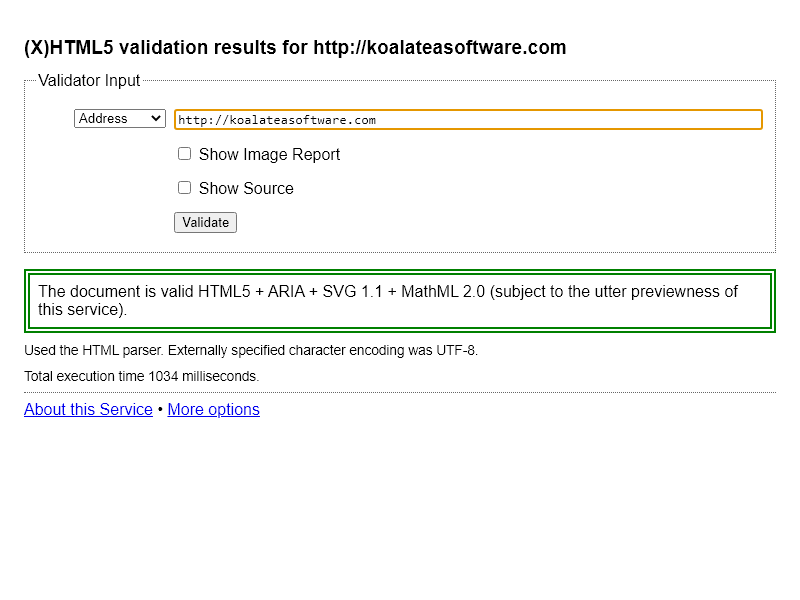 (X)HTML5 validation results for http://koalateasoftware.com
Validator Input
Address http://koalateasoftware.com
Show Image Report
Show Source
Validate
The document is valid HTML5 + ARIA + SVG 1.1 + MathML 2.0 (subject to the utter previewness of
this service).
Used the HTML parser. Externally specified character encoding was UTF-8.
Total execution time 1034 milliseconds.
About this Service • More options